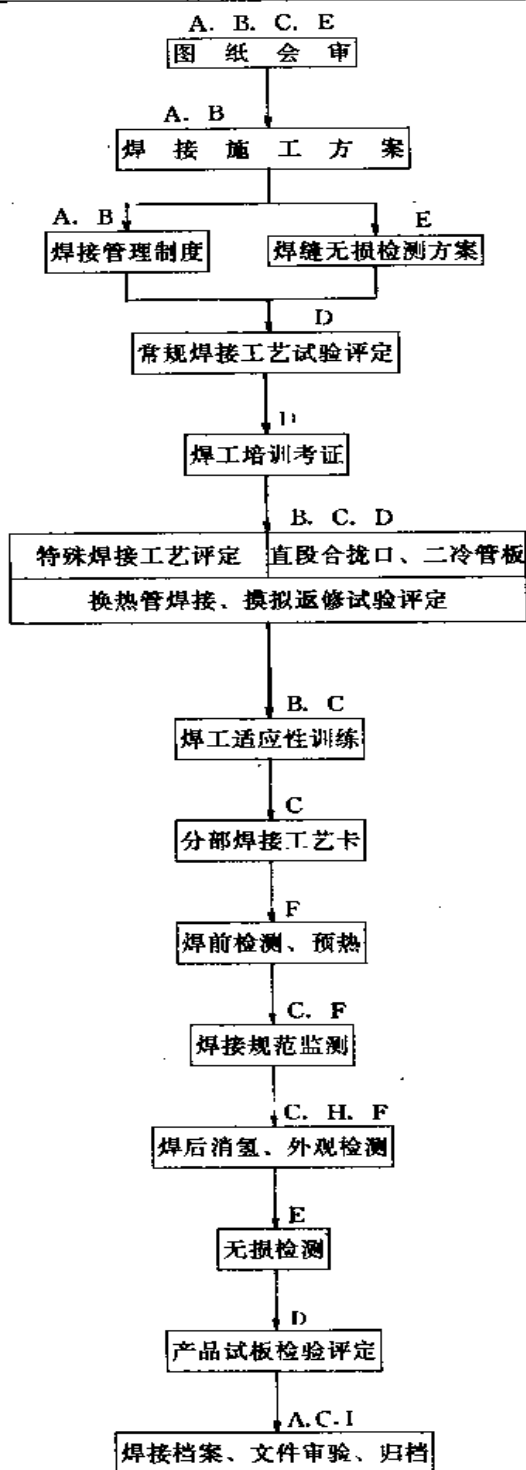 A. B. C. E
图纸会审
A. B
焊接施工方案
A. B
E
焊接管理制度
焊缝无损检测方案
D
常规焊接工艺试验评定
D
焊工培训考证
B. C. D
特殊焊接工艺评定 直段合拢口、二冷管板
换热管焊接、摸拟返修试验评定
B. C
焊工适应性训练
C
分部焊接工艺卡
F
焊前检测、预热
C. F
焊接规范监测
C. H. F
焊后消氢、外观检测
E
无损检测
D
产品试板检验评定
A.C.I
焊接档案、文件审验、归档